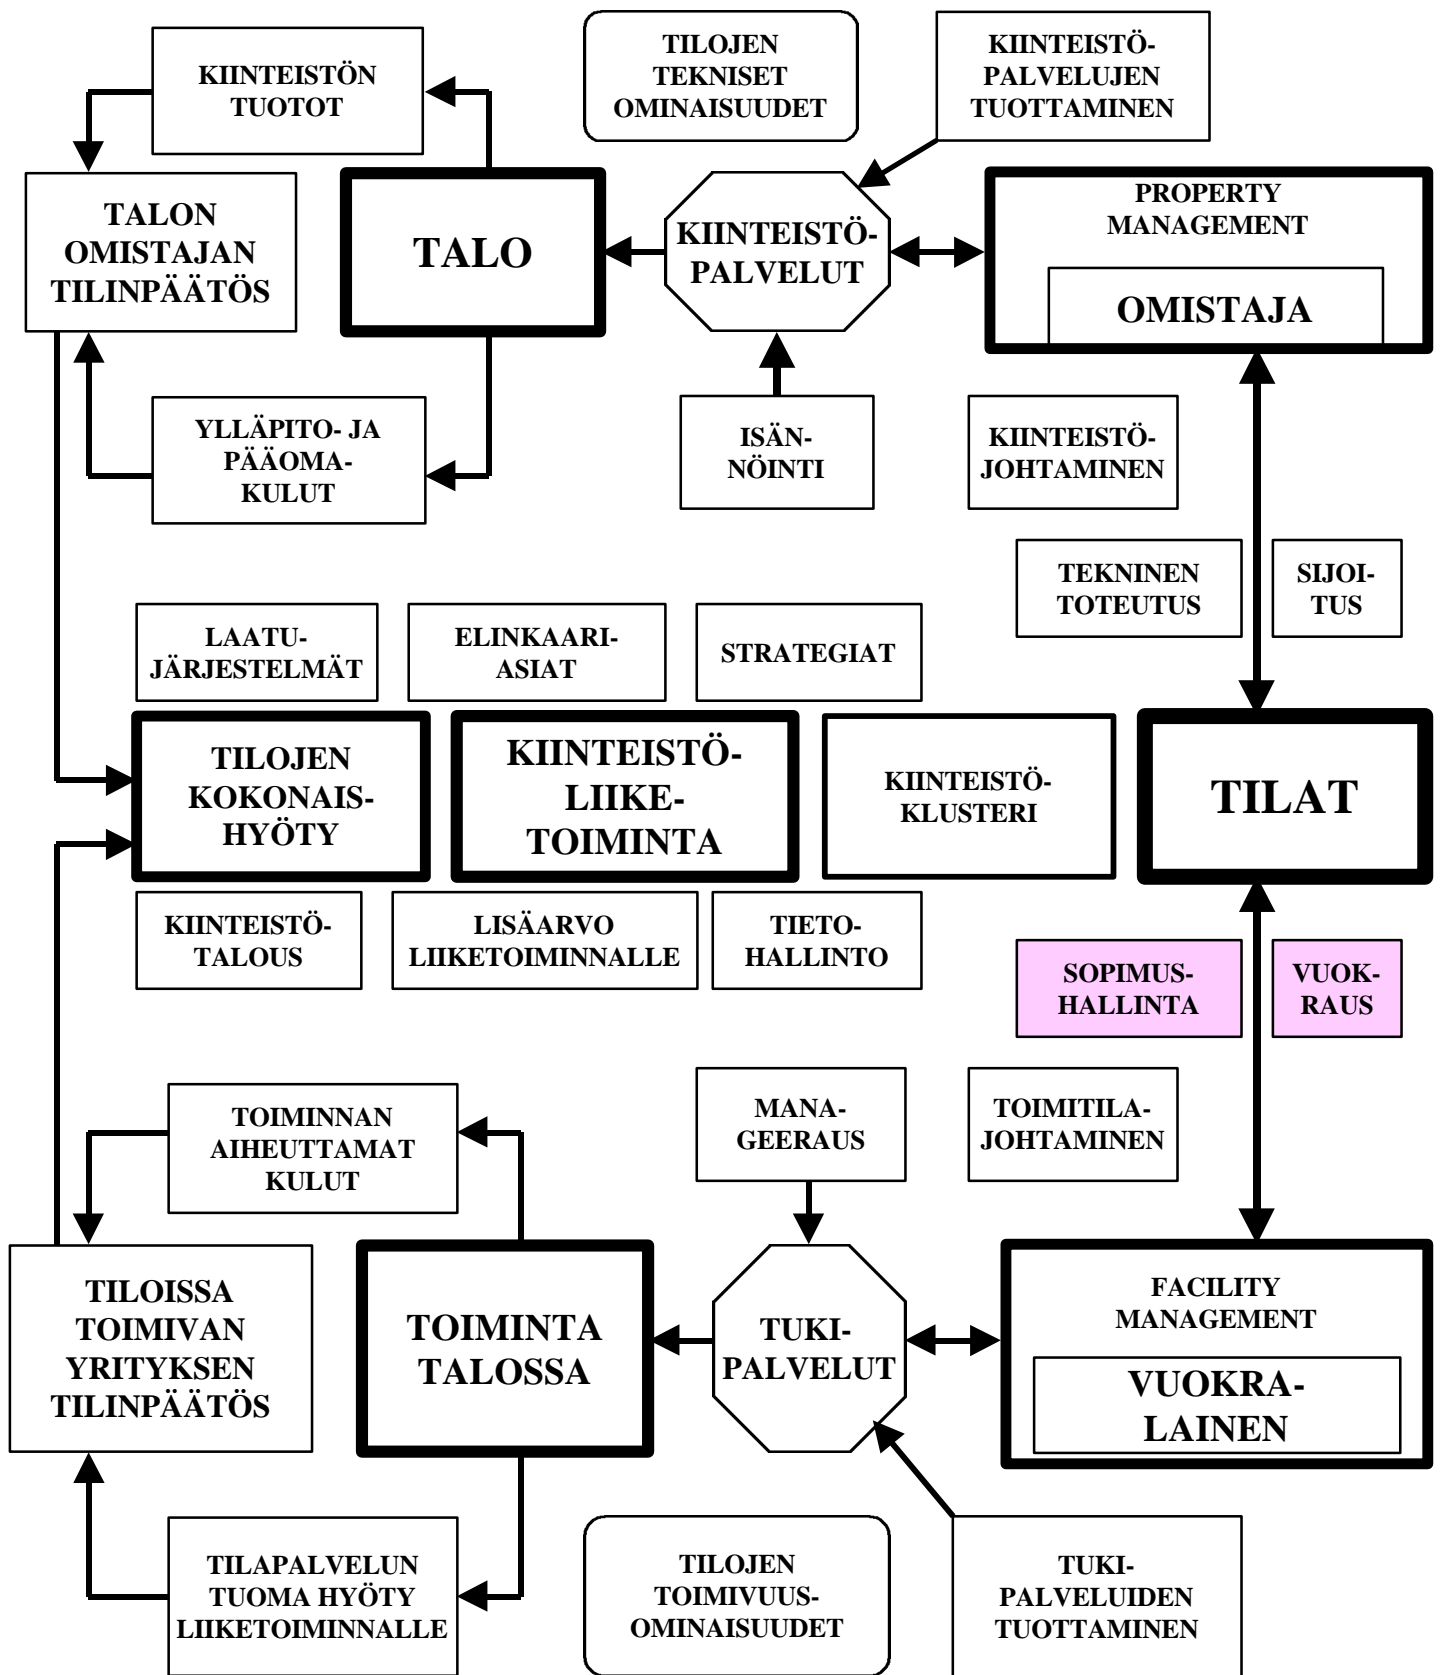 KIINTEISTÖN
TUOTOT
TILOJEN
TEKNISET
OMINAISUUDET
KIINTEISTÖ-
PALVELUJEN
TUOTTAMINEN
TALON
OMISTAJAN
TILINPÄÄTÖS
TALO
KIINTEISTÖ-
PALVELUT
PROPERTY
MANAGEMENT
OMISTAJA
YLLÄPITO- JA
PÄÄOMA-
KULUT
ISÄN-
NÖINTI
KIINTEISTÖ-
JOHTAMINEN
TEKNINEN
TOTEUTUS
SIJOI-
TUS
LAATU-
JÄRJESTELMÄT
ELINKAARI-
ASIAT
STRATEGIAT
TILOJEN
KOKONAIS-
HYÖTY
KIINTEISTÖ-
LIIKE-
TOIMINTA
KIINTEISTÖ-
KLUSTERI
TILAT
KIINTEISTÖ-
TALOUS
LISÄARVO
LIIKETOIMINNALLE
TIETO-
HALLINTO
SOPIMUS-
HALLINTA
VUOK-
RAUS
TOIMINNAN
AIHEUTTAMAT
KULUT
MANA-
GEERAUS
TOIMITILA-
JOHTAMINEN
TILOISSA
TOIMIVAN
YRITYKSEN
TILINPÄÄTÖS
TOIMINTA
TALOSSA
TUKI-
PALVELUT
FACILITY
MANAGEMENT
VUOKRA-
LAINEN
TILAPALVELUN
TUOMA HYÖTY
LIIKETOIMINNALLE
TILOJEN
TOIMIVUUS-
OMINAISUUDET
TUKI-
PALVELUIDEN
TUOTTAMINEN